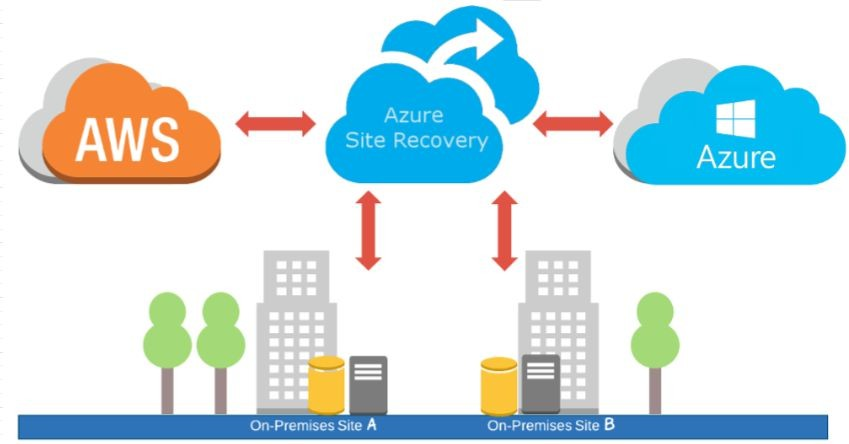 AWS
Azure
Site Recovery
Azure
On-Premises Site A
On-Premises Site B